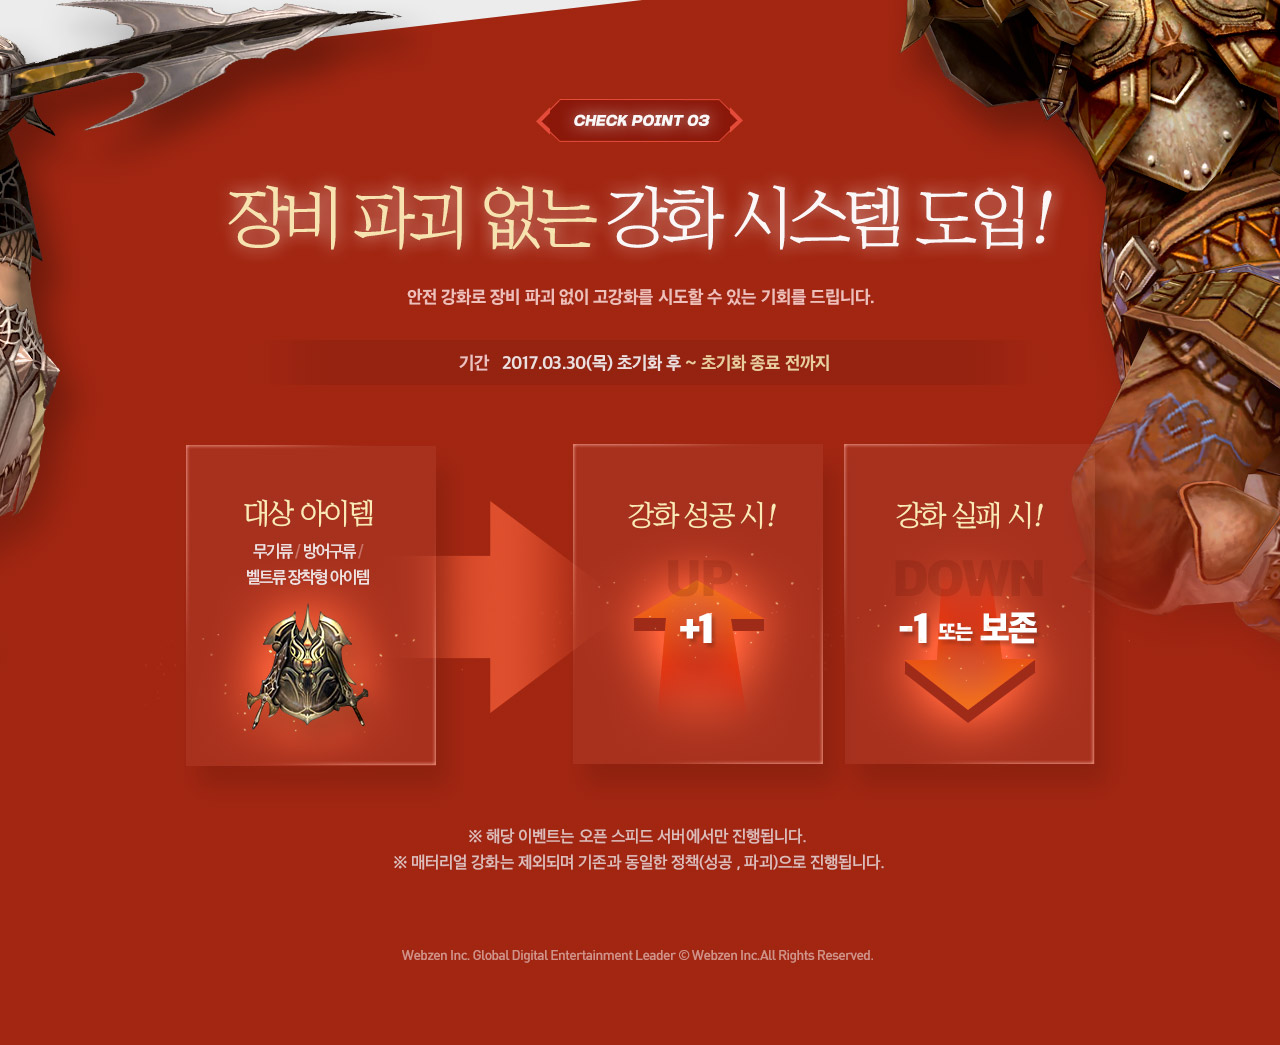 CHECK POINT 03
장비 파괴 없는 강화 시스템 도입!
안전 강화로 장비 파괴 없이 고강화를 시도할 수 있는 기회를 드립니다.
기간 2017.03.30(목) 초기화 후 ~ 초기화 종료 전까지
대상 아이템
무기류 / 방어구류 /
벨트류 장착형 아이템
강화 성공 시!
UP
+1
강화 실패 시!
DOWN
-1 또는 보존
※ 해당 이벤트는 오픈 스피드 서버에서만 진행됩니다.
※ 매터리얼 강화는 제외되며 기존과 동일한 정책(성공 , 파괴)으로 진행됩니다.
Webzen Inc. Global Digital Entertainment Leader © Webzen Inc.All Rights Reserved.